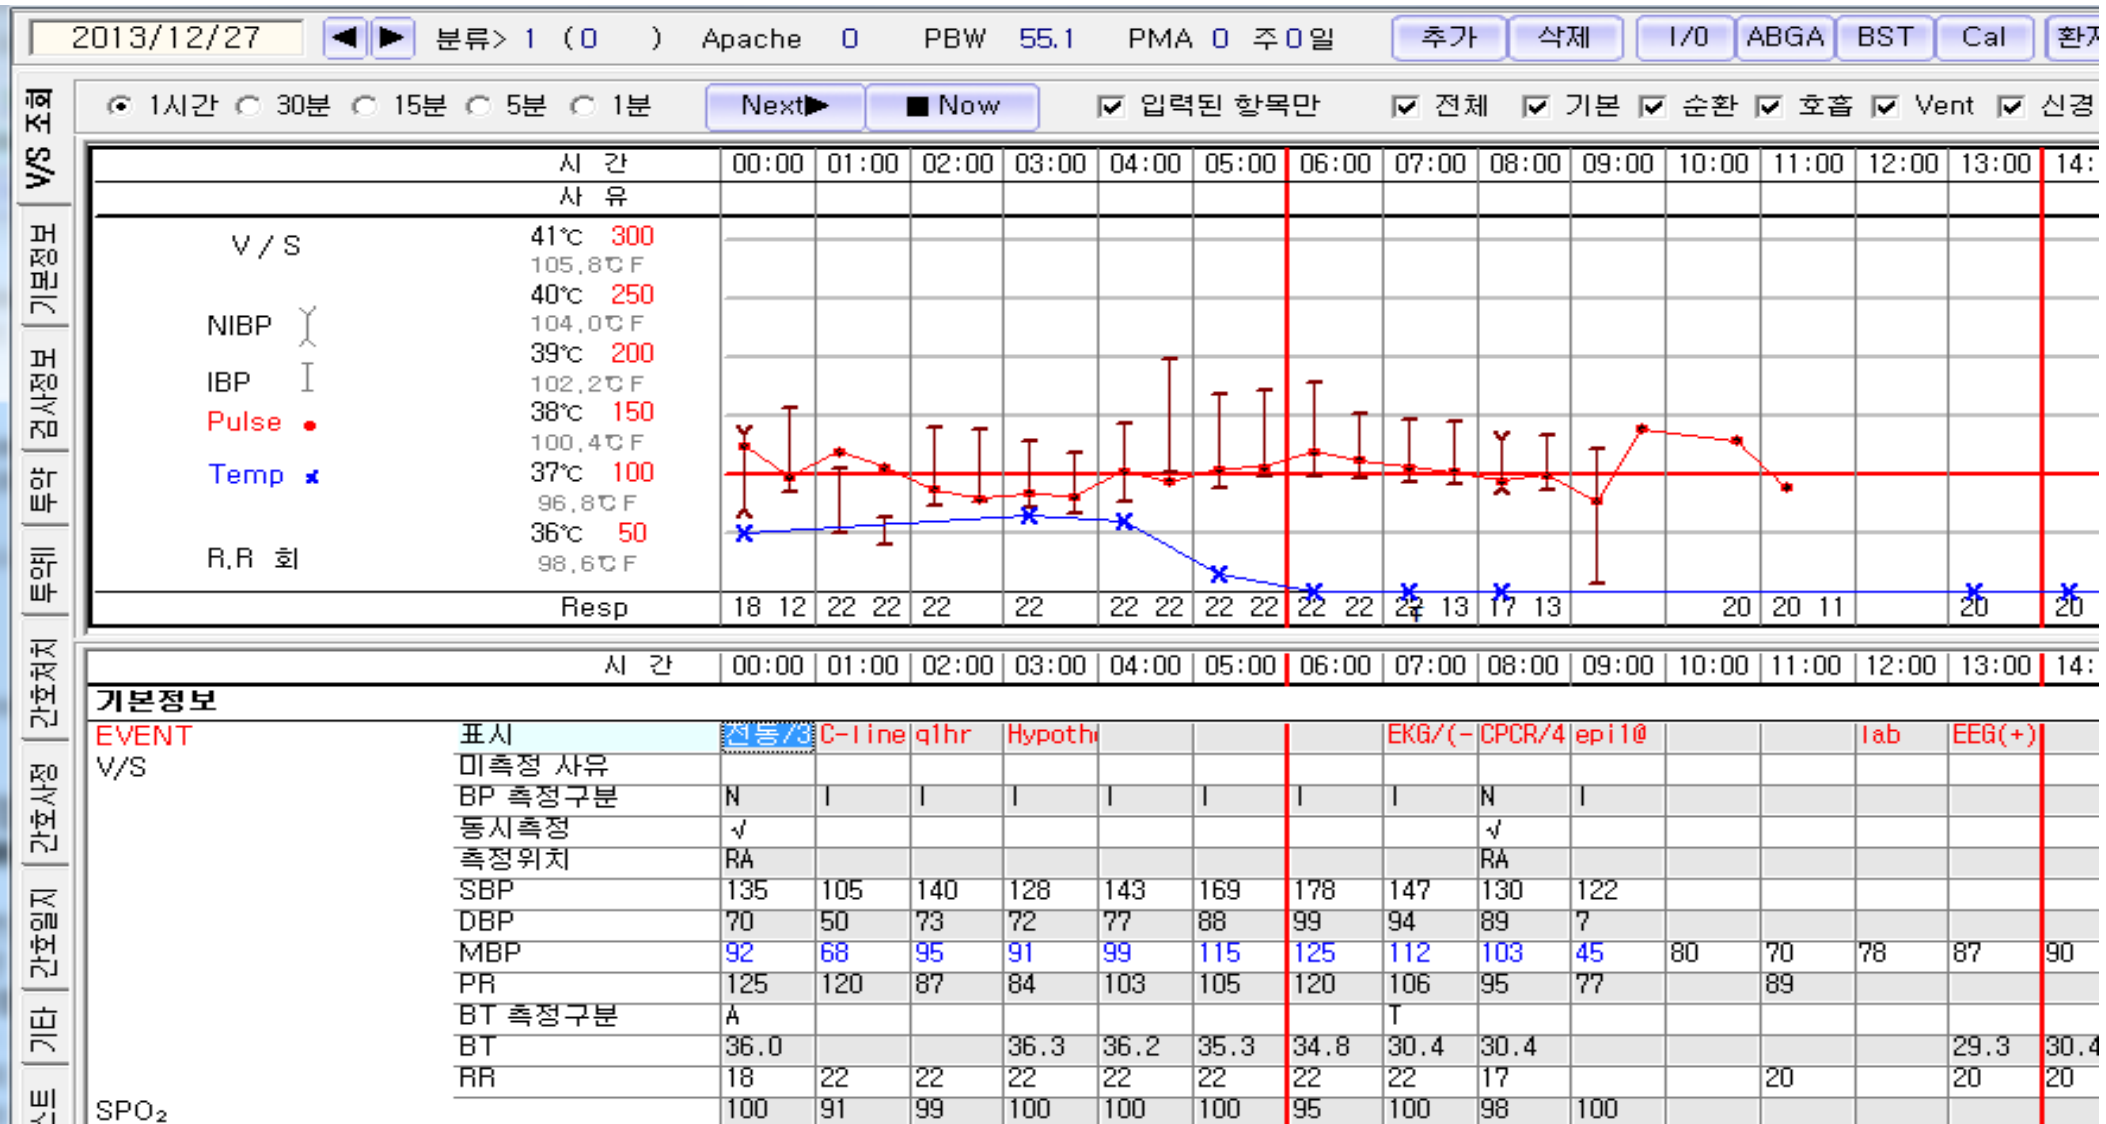 2013/12/27 ◀ ▶ 분류> 1 (0 ) Apache 0 PBW 55.1 PMA 0 주 0 일 추가 삭제 I/O ABGA BST Cal
1시간 30분 15분 5분 1분 Next▶ ■ Now 입력된 항목만 전체 기본 순환 호흡 Vent 신경
V/S 조회
기본정보
검사정보
투약
투액
간호처치
간호사정
간호일지
기타
시 간 00:00 01:00 02:00 03:00 04:00 05:00 06:00 07:00 08:00 09:00 10:00 11:00 12:00 13:00 14:
사 유
V / S 41℃ 300
105.8℃F
40℃ 250
NIBP 104.0℃F
39℃ 200
IBP 102.2℃F
38℃ 150
Pulse
100.4℃F
Temp 37℃ 100
96.8℃F
36℃ 50
R.R 회 98.6℃F
Resp 18 12 22 22 22 22 22 22 22 22 22 22 13 17 13 20 20 11 20 20
시 간 00:00 01:00 02:00 03:00 04:00 05:00 06:00 07:00 08:00 09:00 10:00 11:00 12:00 13:00 14:
기본정보
EVENT 표시 전동/3 C-line q1hr Hypoth EKG/(- CPCR/4 epi1@ lab EEG(+)
V/S 미측정 사유
BP 측정구분 N I I I I I I I N I
동시측정 √ √
측정위치 RA RA
SBP 135 105 140 128 143 169 178 147 130 122
DBP 70 50 73 72 77 88 99 94 89 7
MBP 92 68 95 91 99 115 125 112 103 45 80 70 78 87 90
PR 125 120 87 84 103 105 120 106 95 77 89
BT 측정구분 A T
BT 36.0 36.3 36.2 35.3 34.8 30.4 30.4 29.3 30.4
RR 18 22 22 22 22 22 22 22 17 20 20 20
SPO₂ 100 91 99 100 100 100 95 100 98 100